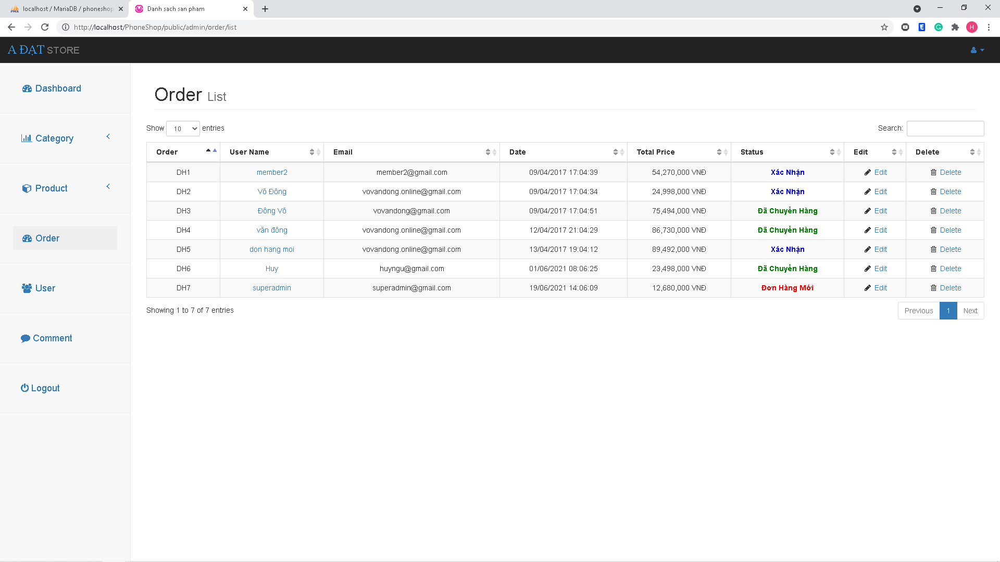 localhost / MariaDB / phoneshop
Danh sach san pham
http://localhost/PhoneShop/public/admin/order/list
H
A ĐẠT STORE
Dashboard
Category
Product
Order
User
Comment
Logout
Order List
Show 10 entries
Search:
Order User Name Email Date Total Price Status Edit Delete
DH1 member2 member2@gmail.com 09/04/2017 17:04:39 54,270,000 VNĐ Xác Nhận Edit Delete
DH2 Võ Đông vovandong.online@gmail.com 09/04/2017 17:04:34 24,998,000 VNĐ Xác Nhận Edit Delete
DH3 Đông Võ vovandong@gmail.com 09/04/2017 17:04:51 75,494,000 VNĐ Đã Chuyển Hàng Edit Delete
DH4 văn đông vovandong.online@gmail.com 12/04/2017 21:04:29 86,730,000 VNĐ Đã Chuyển Hàng Edit Delete
DH5 don hang moi vovandong.online@gmail.com 13/04/2017 19:04:12 89,492,000 VNĐ Xác Nhận Edit Delete
DH6 Huy huyngu@gmail.com 01/06/2021 08:06:25 23,498,000 VNĐ Đã Chuyển Hàng Edit Delete
DH7 superadmin superadmin@gmail.com 19/06/2021 14:06:09 12,680,000 VNĐ Đơn Hàng Mới Edit Delete
Showing 1 to 7 of 7 entries
Previous 1 Next